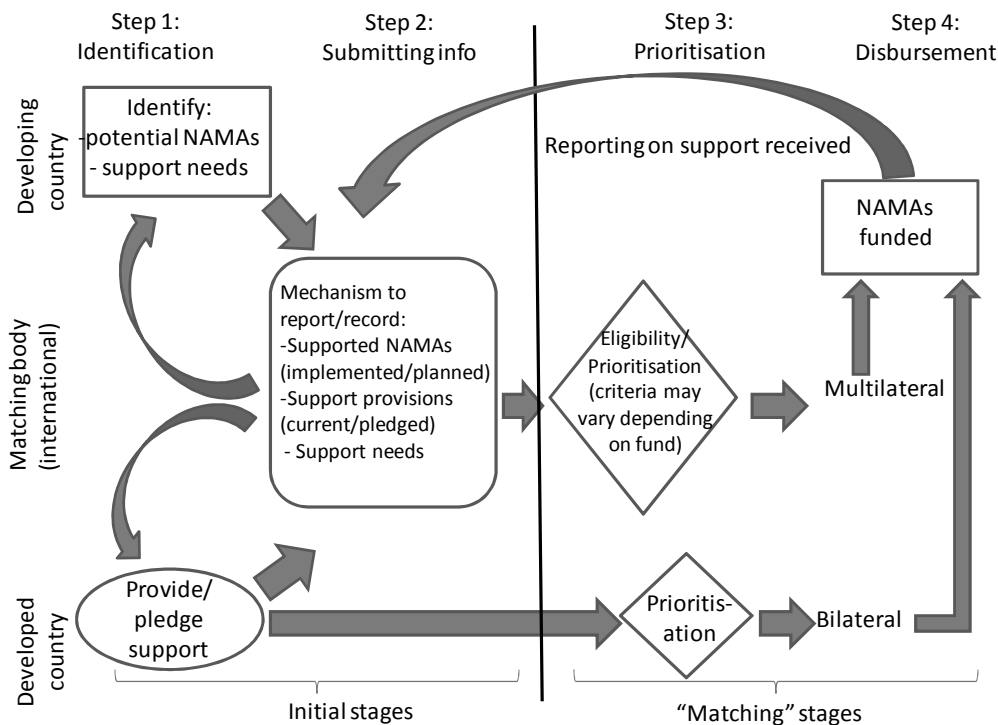 Step 1:
Identification
Step 2:
Submitting info
Step 3:
Prioritisation
Step 4:
Disbursement
Developing
country
Identify:
-potential NAMAs
- support needs
Reporting on support received
NAMAs
funded
Matching body
(international)
Mechanism to
report/record:
-Supported NAMAs
(implemented/planned)
-Support provisions
(current/pledged)
- Support needs
Eligibility/
Prioritisation
(criteria may
vary depending
on fund)
Multilateral
Developed
country
Provide/
pledge
support
Prioritis-
ation
Bilateral
Initial stages
“Matching” stages